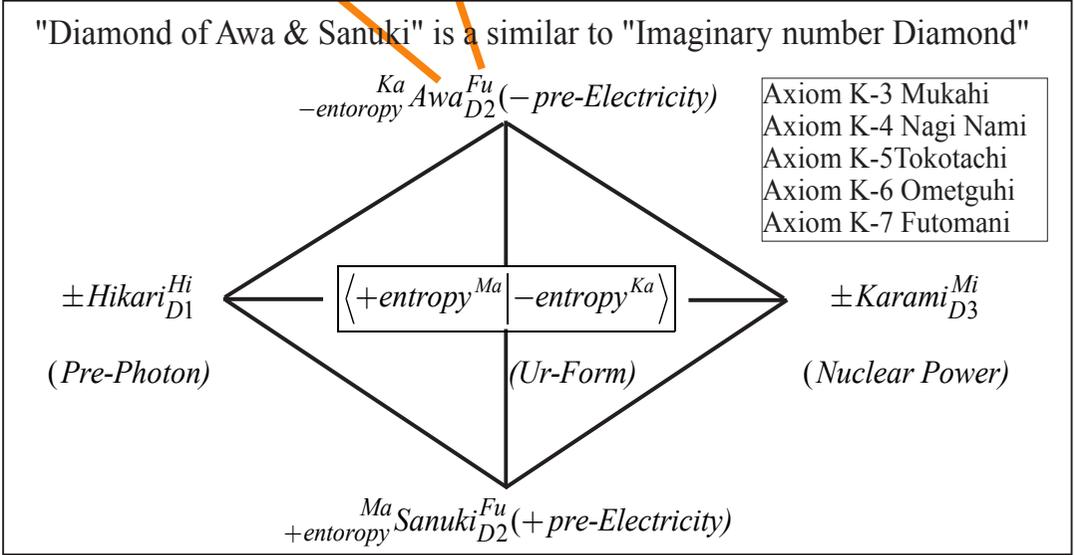 "Diamond of Awa & Sanuki" is a similar to "Imaginary number Diamond"
Ka −entoropy Awa Fu D2 (− pre-Electricity)
Axiom K-3 Mukahi
Axiom K-4 Nagi Nami
Axiom K-5Tokotachi
Axiom K-6 Ometguhi
Axiom K-7 Futomani
±Hikari Hi D1
⟨+entropy Ma | −entropy Ka⟩
±Karami Mi D3
(Pre-Photon)
(Ur-Form)
(Nuclear Power)
Ma +entoropy Sanuki Fu D2 (+ pre-Electricity)